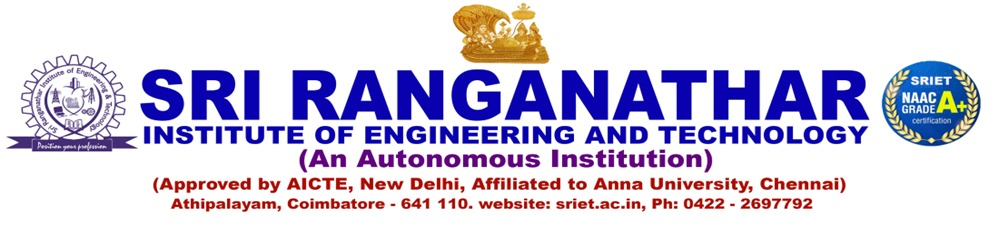 SRI RANGANATHAR
INSTITUTE OF ENGINEERING AND TECHNOLOGY
(An Autonomous Institution)
(Approved by AICTE, New Delhi, Affiliated to Anna University, Chennai)
Athipalayam, Coimbatore - 641 110. website: sriet.ac.in, Ph: 0422 - 2697792
Sri Ranganathar Institute of Engineering & Technology
Position your profession
SRIET
NAAC
GRADE A+
certification